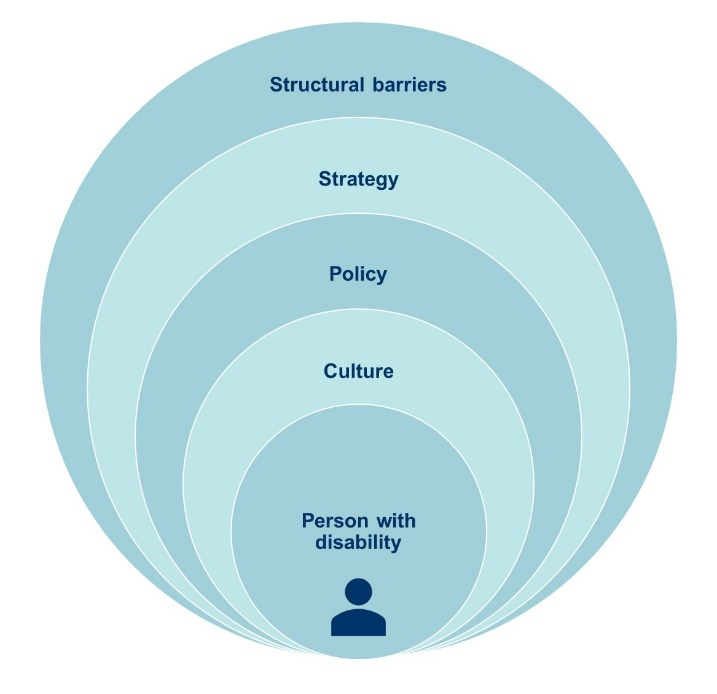 Structural barriers
Strategy
Policy
Culture
Person with
disability